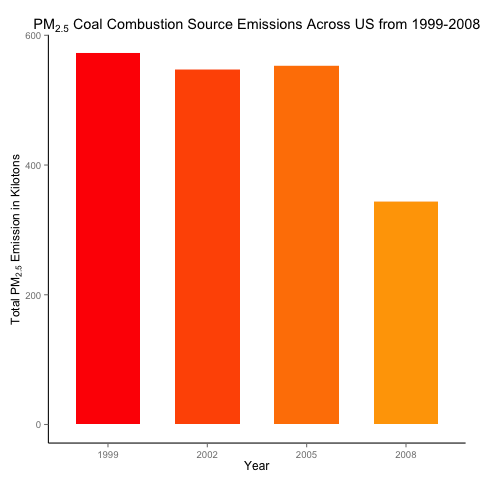 PM2.5 Coal Combustion Source Emissions Across US from 1999-2008
Total PM2.5 Emission in Kilotons
600
400
200
0
1999 2002 2005 2008
Year